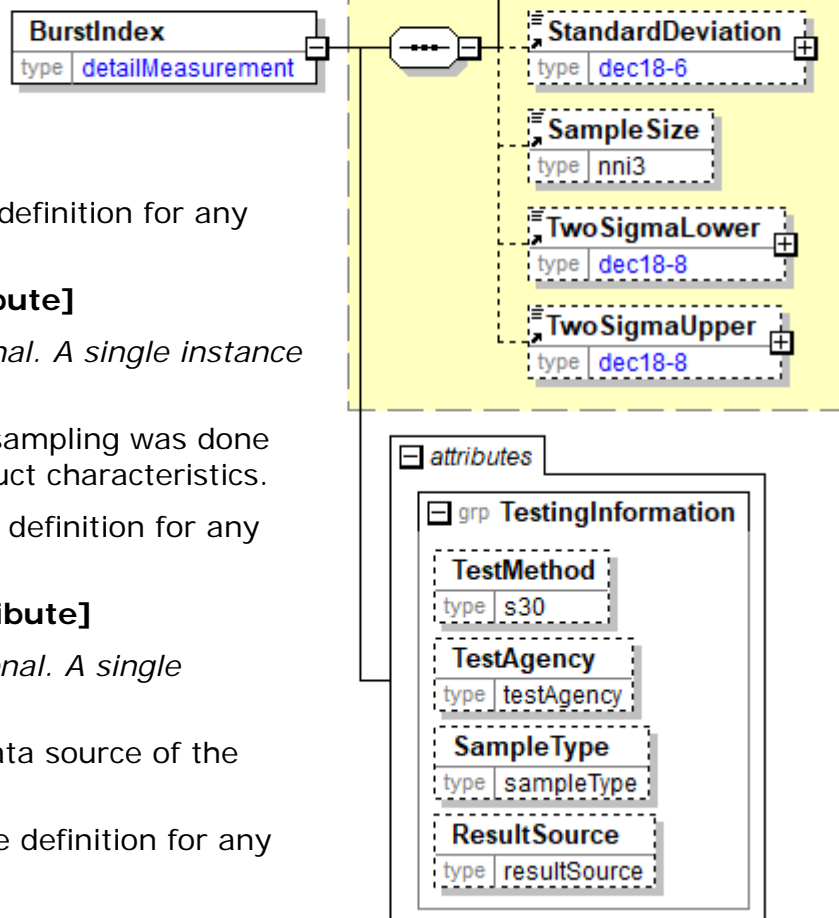 definition for any
bute]
nal. A single instance
sampling was done
uct characteristics.
definition for any
ibute]
onal. A single
ata source of the
e definition for any
BurstIndex
type detailMeasurement
StandardDeviation
type dec18-6
SampleSize
type nni3
TwoSigmaLower
type dec18-8
TwoSigmaUpper
type dec18-8
attributes
grp TestingInformation
TestMethod
type s30
TestAgency
type testAgency
SampleType
type sampleType
ResultSource
type resultSource